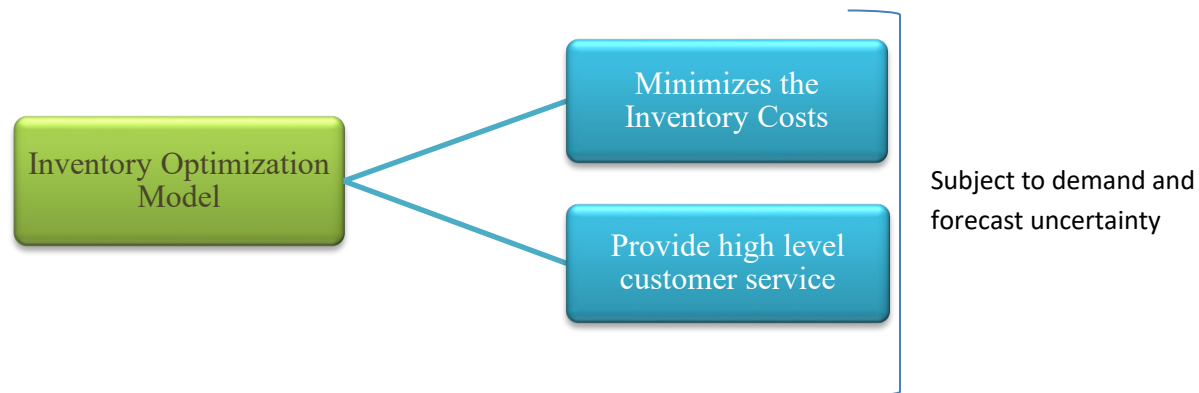 Inventory Optimization
Model
Minimizes the
Inventory Costs
Provide high level
customer service
Subject to demand and
forecast uncertainty